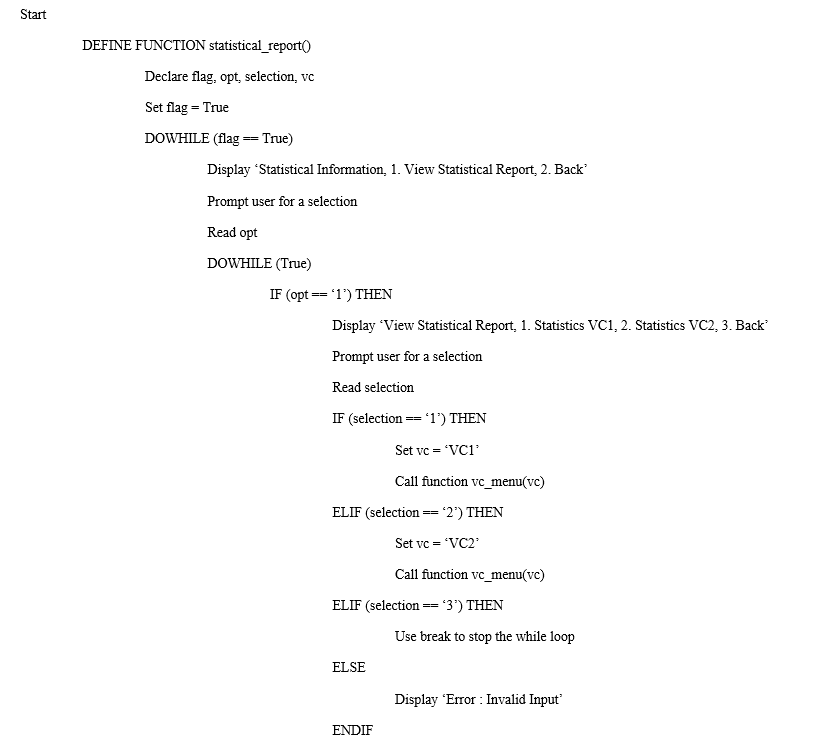 Start
DEFINE FUNCTION statistical_report()
Declare flag, opt, selection, vc
Set flag = True
DOWHILE (flag == True)
Display ‘Statistical Information, 1. View Statistical Report, 2. Back’
Prompt user for a selection
Read opt
DOWHILE (True)
IF (opt == ‘1’) THEN
Display ‘View Statistical Report, 1. Statistics VC1, 2. Statistics VC2, 3. Back’
Prompt user for a selection
Read selection
IF (selection == ‘1’) THEN
Set vc = ‘VC1’
Call function vc_menu(vc)
ELIF (selection == ‘2’) THEN
Set vc = ‘VC2’
Call function vc_menu(vc)
ELIF (selection == ‘3’) THEN
Use break to stop the while loop
ELSE
Display ‘Error : Invalid Input’
ENDIF